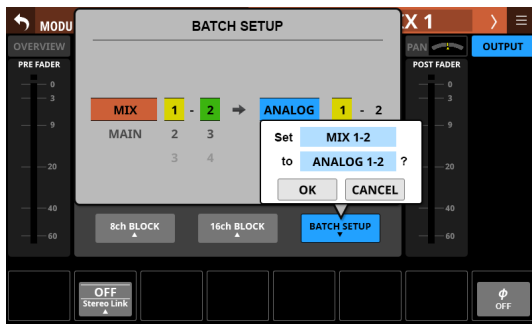 MODU
BATCH SETUP
X 1
OVERVIEW
PAN
OUTPUT
PRE FADER
POST FADER
0
3
9
20
40
60
0
3
9
20
40
60
MIX 1 - 2 ANALOG 1 - 2
MAIN 2 3
3 4
Set MIX 1-2
to ANALOG 1-2 ?
OK CANCEL
8ch BLOCK
16ch BLOCK
BATCH SETUP
OFF
Stereo Link
Φ
OFF